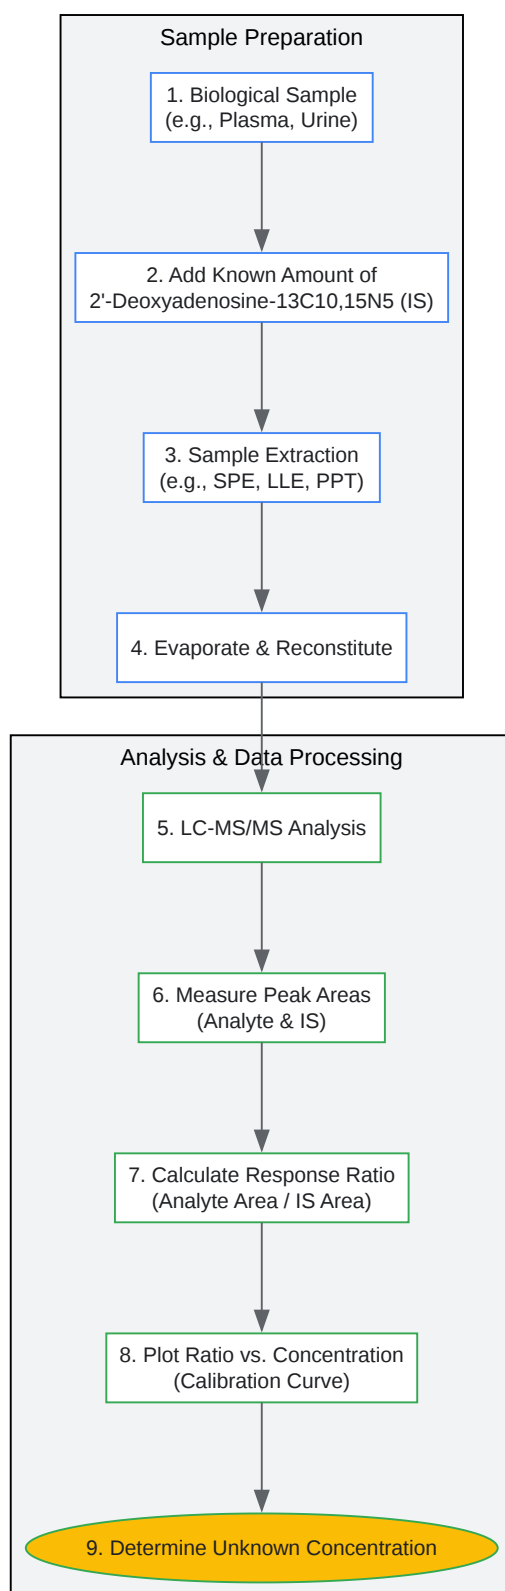 Sample Preparation
1. Biological Sample
(e.g., Plasma, Urine)
2. Add Known Amount of
2'-Deoxyadenosine-13C10,15N5 (IS)
3. Sample Extraction
(e.g., SPE, LLE, PPT)
4. Evaporate & Reconstitute
Analysis & Data Processing
5. LC-MS/MS Analysis
6. Measure Peak Areas
(Analyte & IS)
7. Calculate Response Ratio
(Analyte Area / IS Area)
8. Plot Ratio vs. Concentration
(Calibration Curve)
9. Determine Unknown Concentration